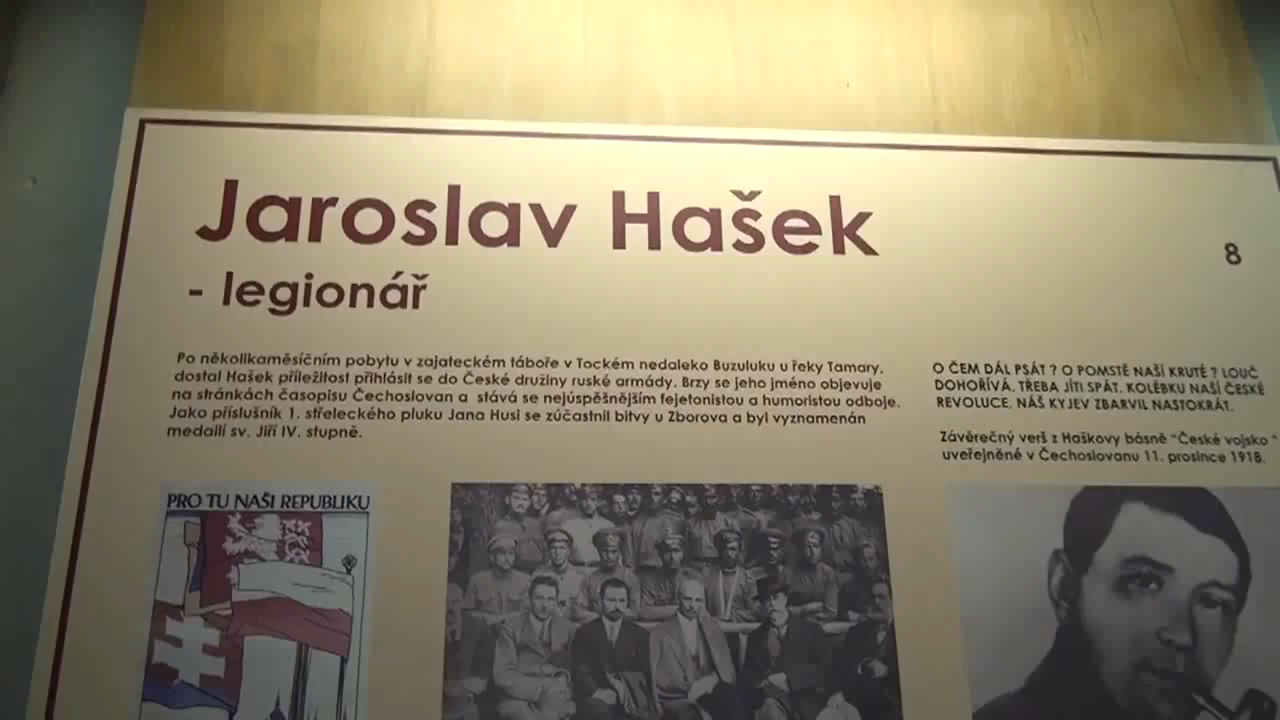 Jaroslav Hašek
8
- legionář
Po několikaměsíčním pobytu v zajateckém táboře v Tockém nedaleko Buzuluku u řeky Tamary,
dostal Hašek příležitost přihlásit se do České družiny ruské armády. Brzy se jeho jméno objevuje
na stránkách časopisu Čechoslovan a stává se nejúspěšnějším fejetonistou a humoristou odboje.
Jako příslušník 1. střeleckého pluku Jana Husi se zúčastnil bitvy u Zborova a byl vyznamenán
medailí sv. Jiří IV. stupně.
O ČEM DÁL PSÁT ? O POMSTĚ NAŠÍ KRUTÉ ? LOUČ
DOHOŘÍVÁ, TŘEBA JÍTI SPÁT. KOLÉBKU NAŠÍ ČESKÉ
REVOLUCE, NÁŠ KYJEV ZBARVIL NASTOKRÁT.
Závěrečný verš z Haškovy básně "České vojsko "
uveřejněné v Čechoslovanu 11. prosince 1918.
PRO TU NAŠI REPUBLIKU